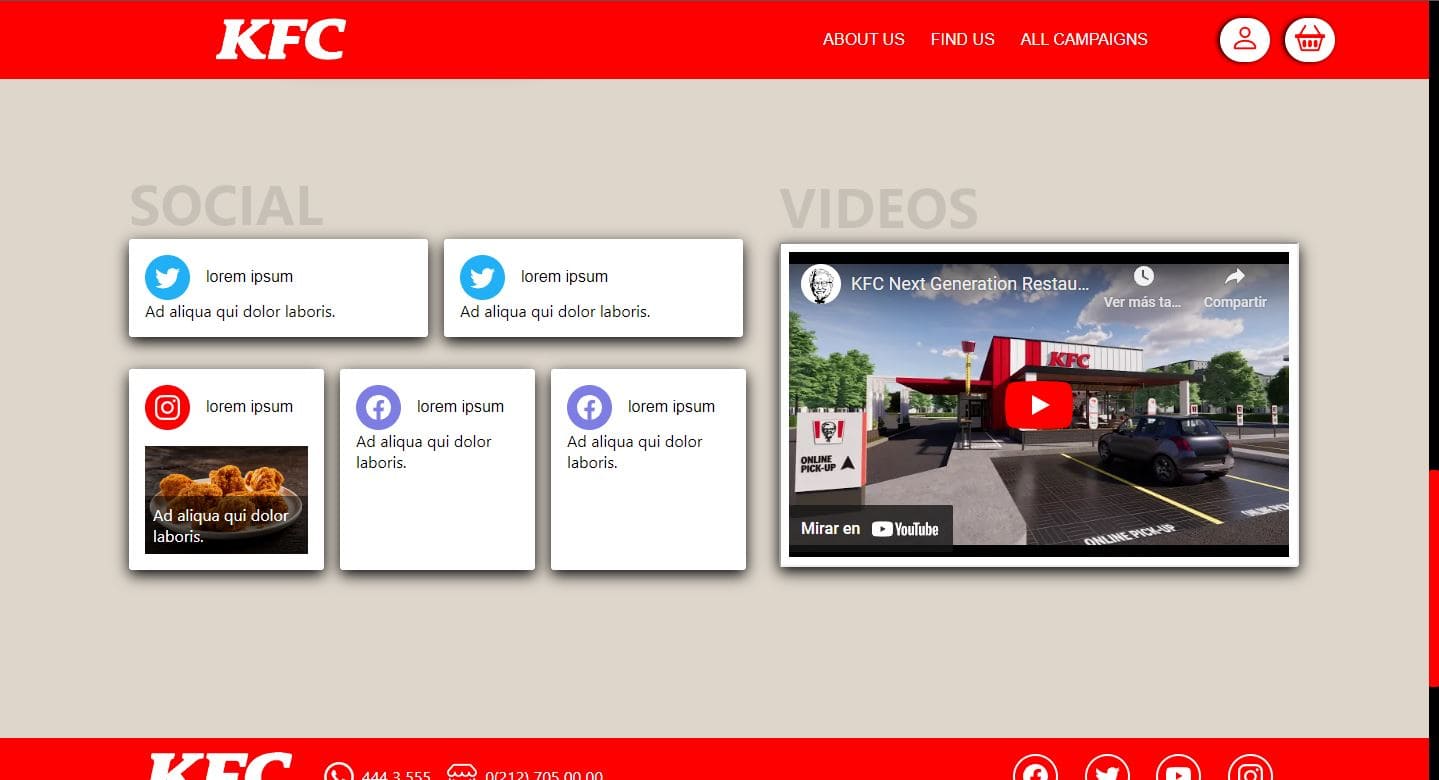 KFC
ABOUT US
FIND US
ALL CAMPAIGNS
SOCIAL
lorem ipsum
Ad aliqua qui dolor laboris.
lorem ipsum
Ad aliqua qui dolor laboris.
lorem ipsum
Ad aliqua qui dolor
laboris.
lorem ipsum
Ad aliqua qui dolor
laboris.
lorem ipsum
Ad aliqua qui dolor
laboris.
VIDEOS
KFC Next Generation Restau...
Ver más ta...
Compartir
KFC
ONLINE
PICK-UP
ONLINE PICK-UP
Mirar en
YouTube
KFC
444 3 555
0(212) 705 00 00